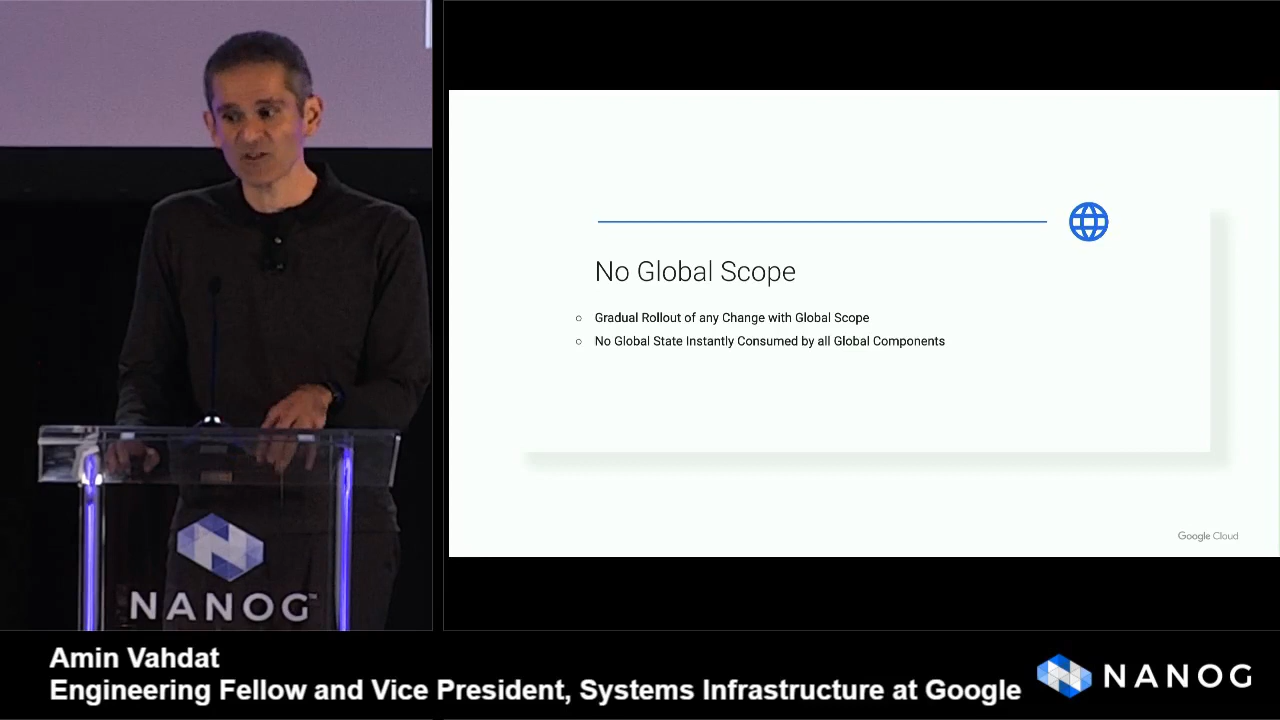 No Global Scope
Gradual Rollout of any Change with Global Scope
No Global State Instantly Consumed by all Global Components
Google Cloud
NANOG™
Amin Vahdat
Engineering Fellow and Vice President, Systems Infrastructure at Google
NANOG